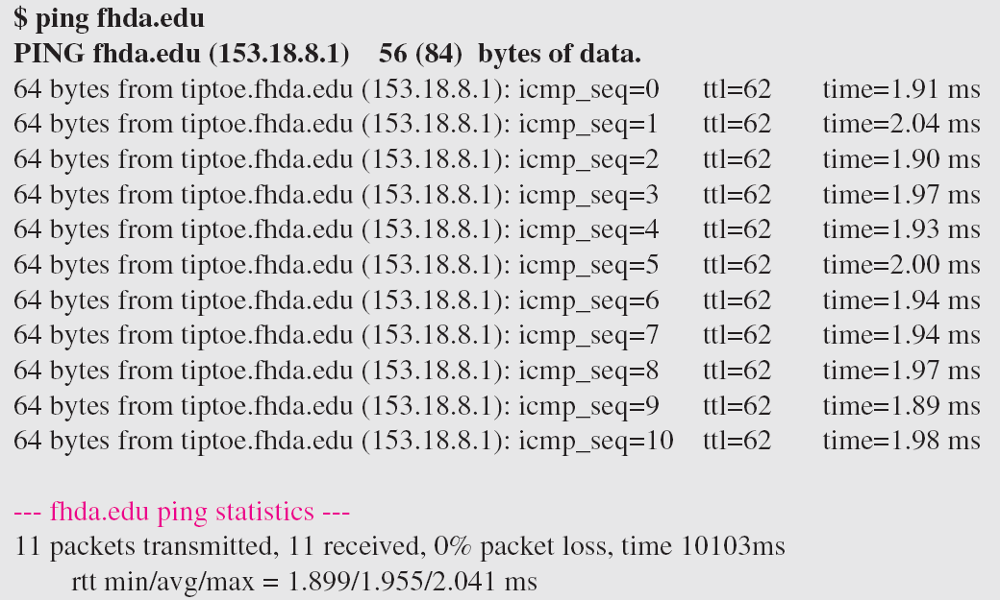 $ ping fhda.edu
PING fhda.edu (153.18.8.1) 56 (84) bytes of data.
64 bytes from tiptoe.fhda.edu (153.18.8.1): icmp_seq=0 ttl=62 time=1.91 ms
64 bytes from tiptoe.fhda.edu (153.18.8.1): icmp_seq=1 ttl=62 time=2.04 ms
64 bytes from tiptoe.fhda.edu (153.18.8.1): icmp_seq=2 ttl=62 time=1.90 ms
64 bytes from tiptoe.fhda.edu (153.18.8.1): icmp_seq=3 ttl=62 time=1.97 ms
64 bytes from tiptoe.fhda.edu (153.18.8.1): icmp_seq=4 ttl=62 time=1.93 ms
64 bytes from tiptoe.fhda.edu (153.18.8.1): icmp_seq=5 ttl=62 time=2.00 ms
64 bytes from tiptoe.fhda.edu (153.18.8.1): icmp_seq=6 ttl=62 time=1.94 ms
64 bytes from tiptoe.fhda.edu (153.18.8.1): icmp_seq=7 ttl=62 time=1.94 ms
64 bytes from tiptoe.fhda.edu (153.18.8.1): icmp_seq=8 ttl=62 time=1.97 ms
64 bytes from tiptoe.fhda.edu (153.18.8.1): icmp_seq=9 ttl=62 time=1.89 ms
64 bytes from tiptoe.fhda.edu (153.18.8.1): icmp_seq=10 ttl=62 time=1.98 ms
--- fhda.edu ping statistics ---
11 packets transmitted, 11 received, 0% packet loss, time 10103ms
rtt min/avg/max = 1.899/1.955/2.041 ms